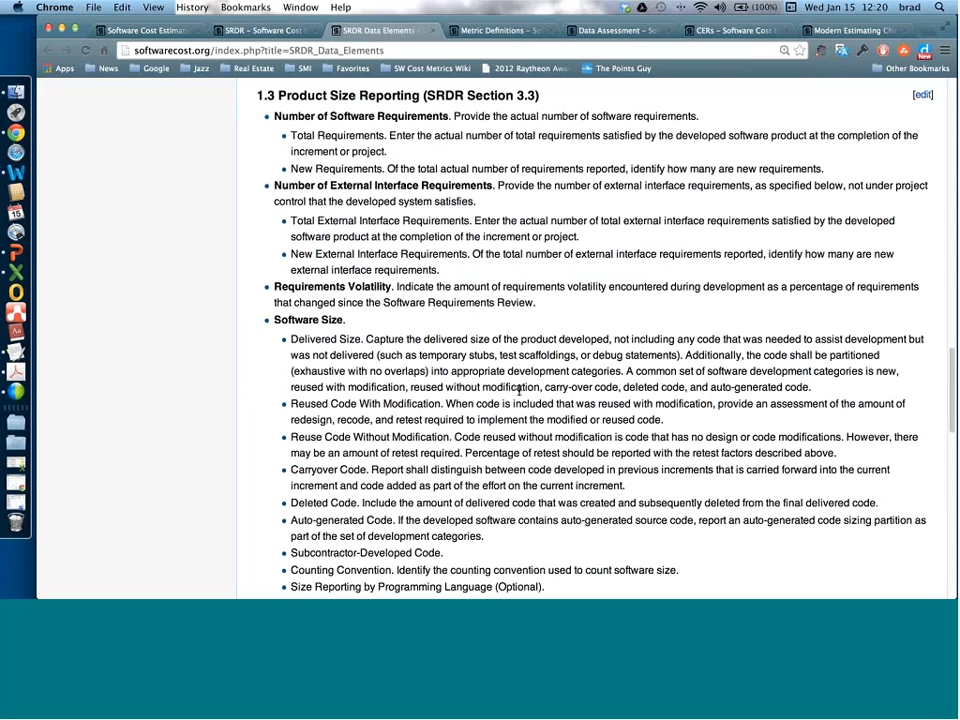 Chrome File Edit View History Bookmarks Window Help (100%) Wed Jan 15 12:20 brad
Software Cost Estimat SRDR – Software Cost SRDR Data Elements Metric Definitions – So Data Assessment – Sof CERs – Software Cost E Modern Estimating Cha
softwarecost.org/index.php?title=SRDR_Data_Elements
Apps News Google Jazz Real Estate SMI Favorites SW Cost Metrics Wiki 2012 Raytheon Awa The Points Guy Other Bookmarks
1.3 Product Size Reporting (SRDR Section 3.3) [edit]
Number of Software Requirements. Provide the actual number of software requirements.
Total Requirements. Enter the actual number of total requirements satisfied by the developed software product at the completion of the
increment or project.
New Requirements. Of the total actual number of requirements reported, identify how many are new requirements.
Number of External Interface Requirements. Provide the number of external interface requirements, as specified below, not under project
control that the developed system satisfies.
Total External Interface Requirements. Enter the actual number of total external interface requirements satisfied by the developed
software product at the completion of the increment or project.
New External Interface Requirements. Of the total number of external interface requirements reported, identify how many are new
external interface requirements.
Requirements Volatility. Indicate the amount of requirements volatility encountered during development as a percentage of requirements
that changed since the Software Requirements Review.
Software Size.
Delivered Size. Capture the delivered size of the product developed, not including any code that was needed to assist development but
was not delivered (such as temporary stubs, test scaffoldings, or debug statements). Additionally, the code shall be partitioned
(exhaustive with no overlaps) into appropriate development categories. A common set of software development categories is new,
reused with modification, reused without modification, carry-over code, deleted code, and auto-generated code.
Reused Code With Modification. When code is included that was reused with modification, provide an assessment of the amount of
redesign, recode, and retest required to implement the modified or reused code.
Reuse Code Without Modification. Code reused without modification is code that has no design or code modifications. However, there
may be an amount of retest required. Percentage of retest should be reported with the retest factors described above.
Carryover Code. Report shall distinguish between code developed in previous increments that is carried forward into the current
increment and code added as part of the effort on the current increment.
Deleted Code. Include the amount of delivered code that was created and subsequently deleted from the final delivered code.
Auto-generated Code. If the developed software contains auto-generated source code, report an auto-generated code sizing partition as
part of the set of development categories.
Subcontractor-Developed Code.
Counting Convention. Identify the counting convention used to count software size.
Size Reporting by Programming Language (Optional).